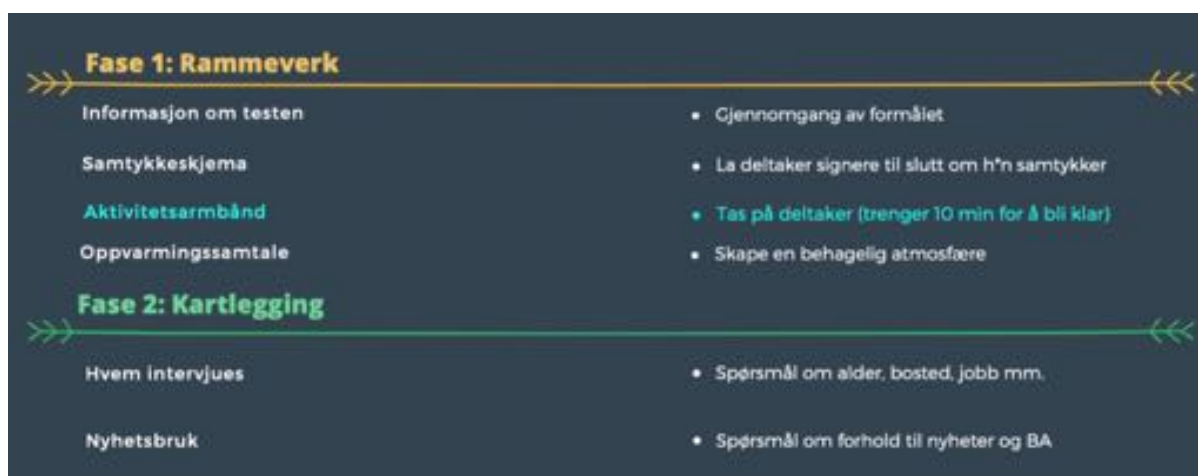 Fase 1: Rammeverk
Informasjon om testen • Gjennomgang av formålet
Samtykkeskjema • La deltaker signere til slutt om h*n samtykker
Aktivitetsarmbånd • Tas på deltaker (trenger 10 min for å bli klar)
Oppvarmingssamtale • Skape en behagelig atmosfære
Fase 2: Kartlegging
Hvem intervjues • Spørsmål om alder, bosted, jobb mm.
Nyhetsbruk • Spørsmål om forhold til nyheter og BA